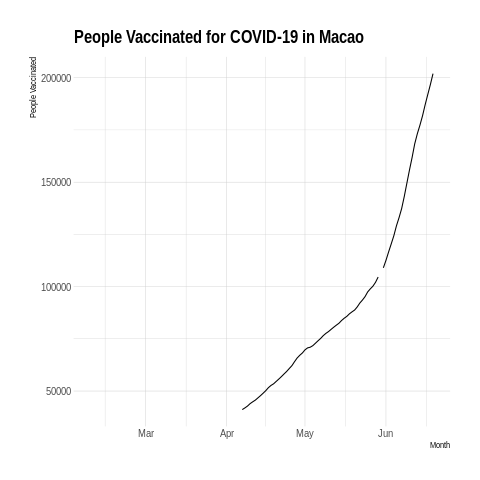 People Vaccinated for COVID-19 in Macao
People Vaccinated
200000
150000
100000
50000
Mar Apr May Jun
Month